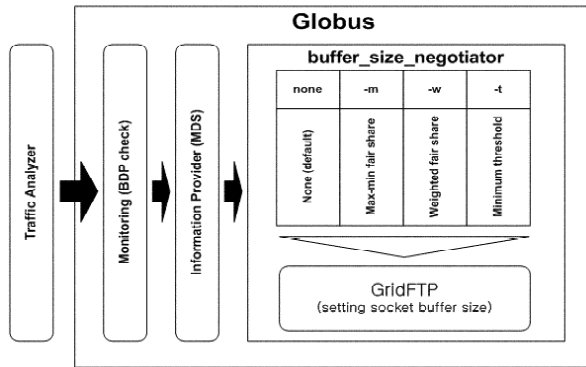 Globus
Traffic Analyzer
Monitoring (BDP check)
Information Provider (MDS)
buffer_size_negotiator
none -m -w -t
None (default)
Max-min fair share
Weighted fair share
Minimum threshold
GridFTP
(setting socket buffer size)